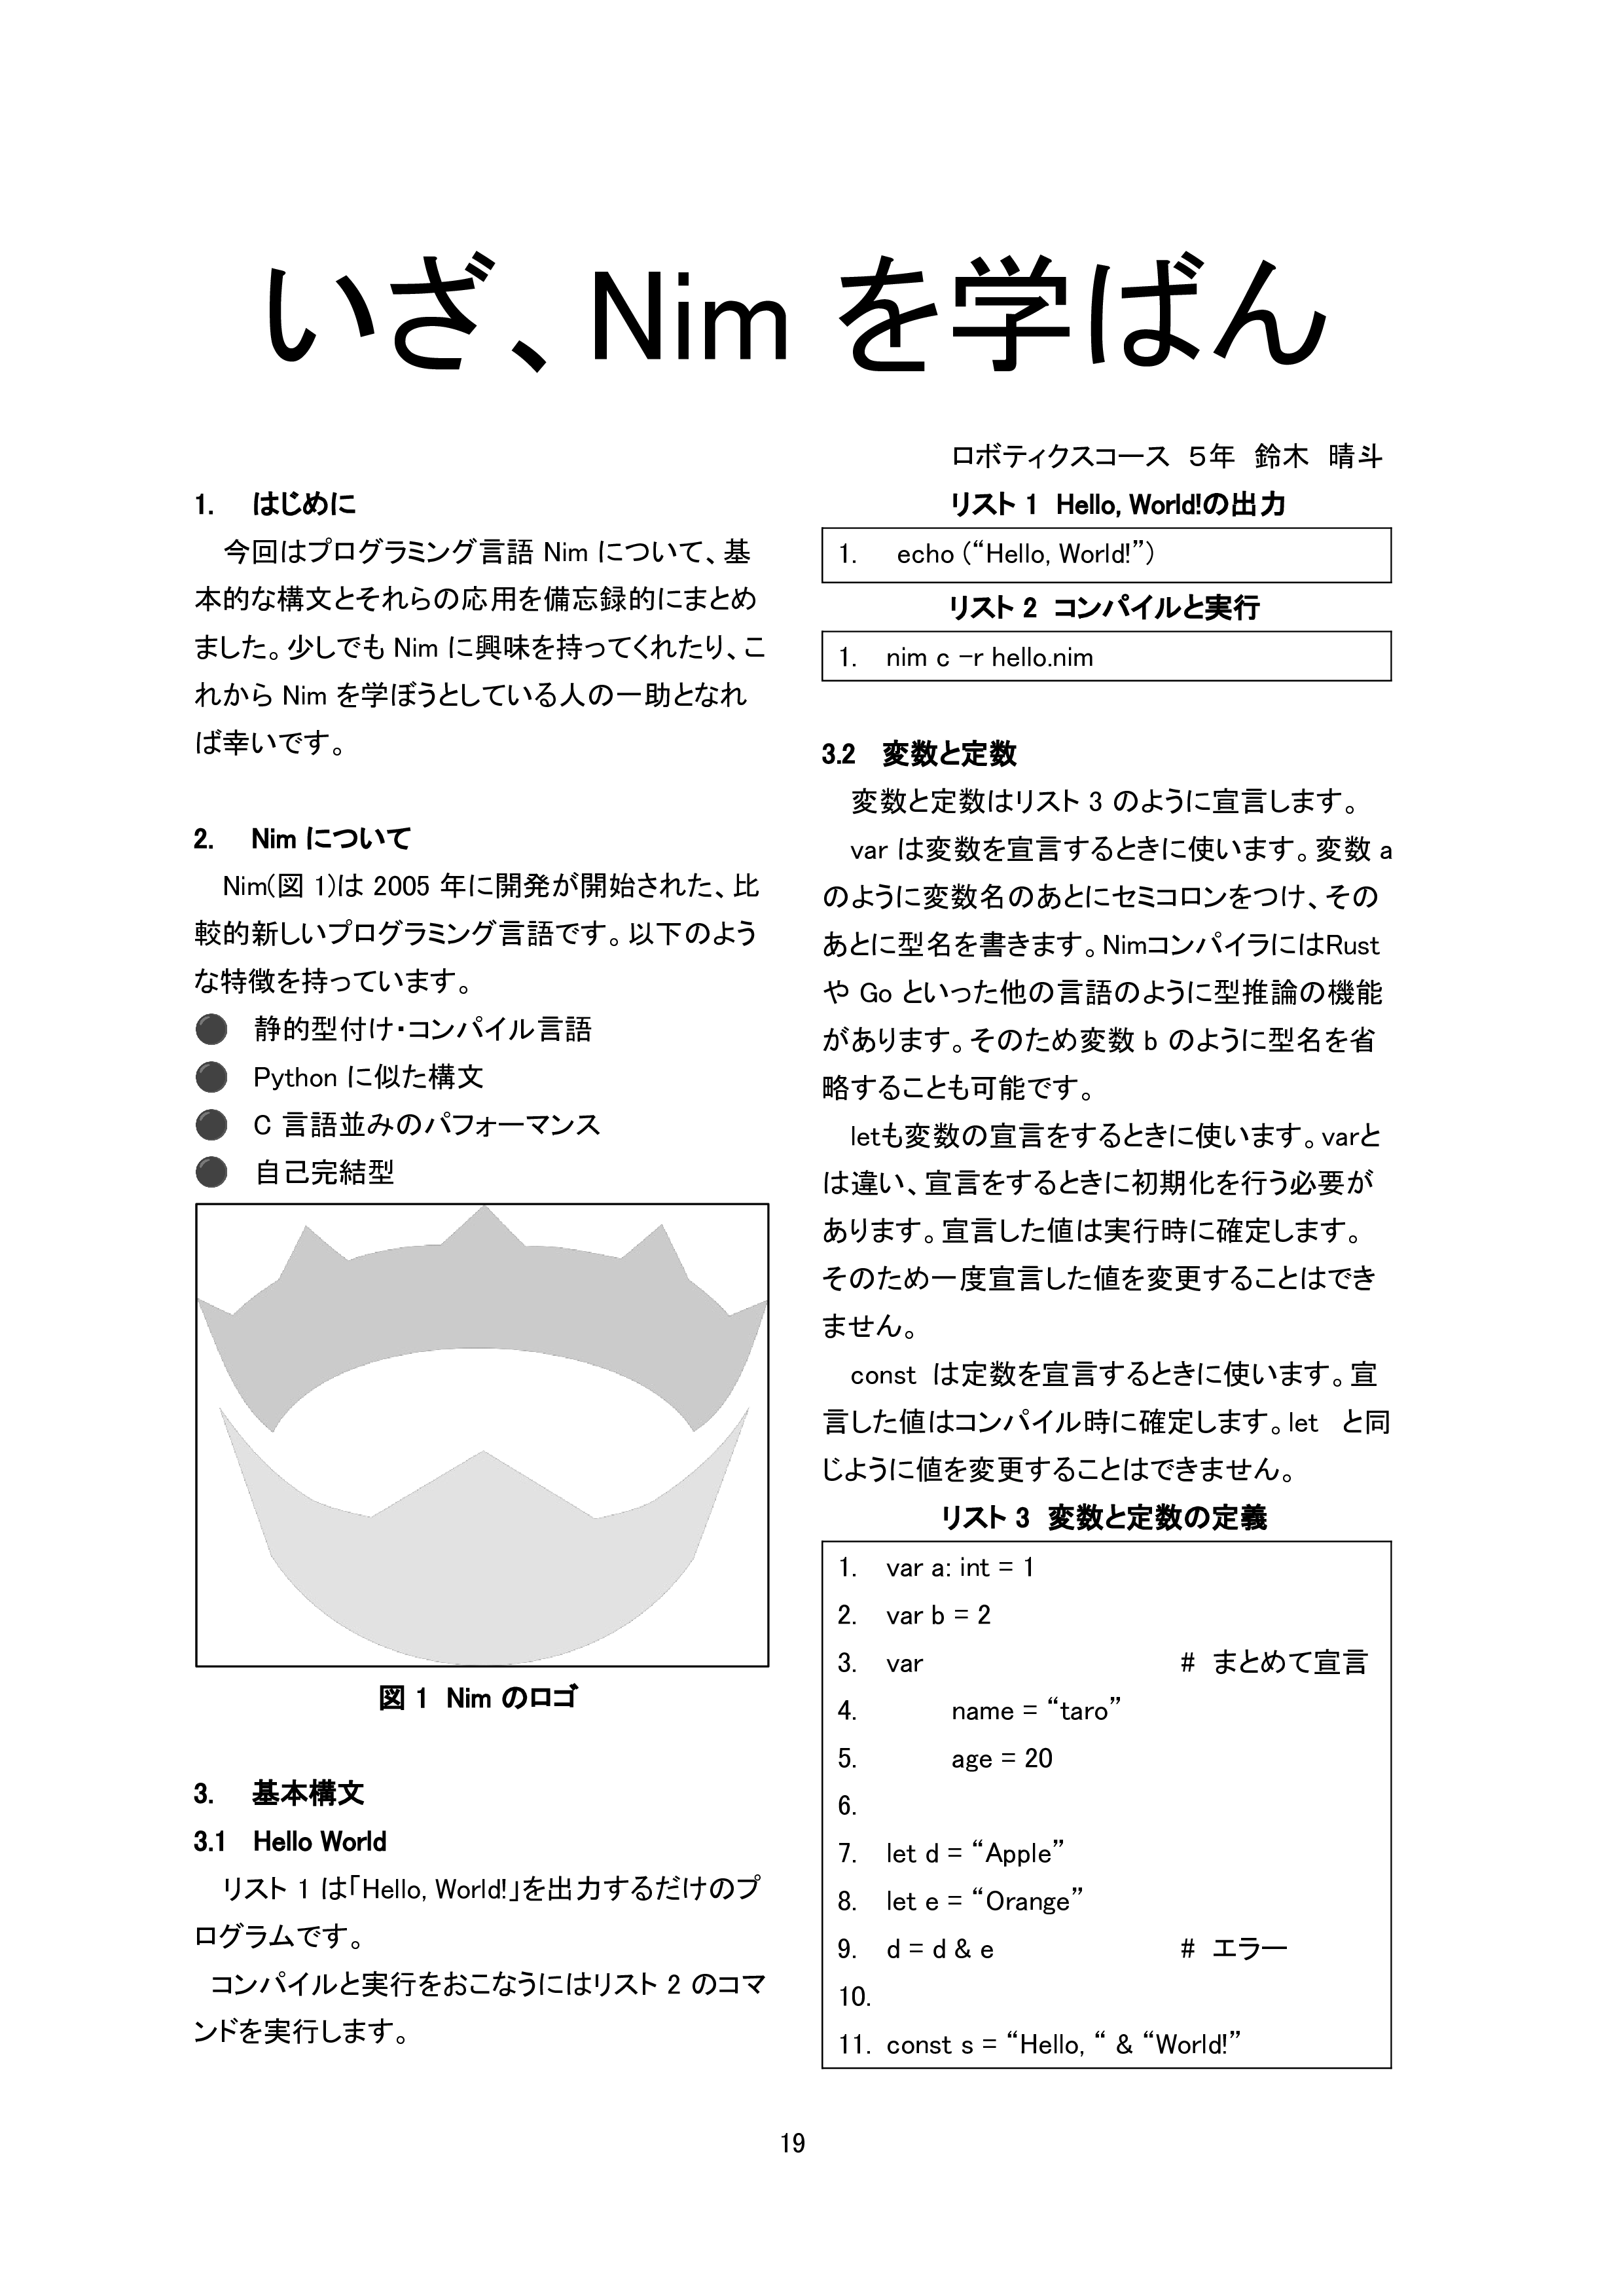 いざ、Nim を学ばん
ロボティクスコース 5年 鈴木 晴斗
1. はじめに
今回はプログラミング言語 Nim について、基
本的な構文とそれらの応用を備忘録的にまとめ
ました。少しでも Nim に興味を持ってくれたり、こ
れから Nim を学ぼうとしている人の一助となれ
ば幸いです。
2. Nim について
Nim(図 1)は 2005 年に開発が開始された、比
較的新しいプログラミング言語です。以下のよう
な特徴を持っています。
● 静的型付け・コンパイル言語
● Python に似た構文
● C 言語並みのパフォーマンス
● 自己完結型
図 1 Nim のロゴ
3. 基本構文
3.1 Hello World
リスト 1 は「Hello, World!」を出力するだけのプ
ログラムです。
コンパイルと実行をおこなうにはリスト 2 のコマ
ンドを実行します。
リスト 1 Hello, World!の出力
1. echo (“Hello, World!”)
リスト 2 コンパイルと実行
1. nim c –r hello.nim
3.2 変数と定数
変数と定数はリスト 3 のように宣言します。
var は変数を宣言するときに使います。変数 a
のように変数名のあとにセミコロンをつけ、その
あとに型名を書きます。NimコンパイラにはRust
や Go といった他の言語のように型推論の機能
があります。そのため変数 b のように型名を省
略することも可能です。
letも変数の宣言をするときに使います。varと
は違い、宣言をするときに初期化を行う必要が
あります。宣言した値は実行時に確定します。
そのため一度宣言した値を変更することはでき
ません。
const は定数を宣言するときに使います。宣
言した値はコンパイル時に確定します。let と同
じように値を変更することはできません。
リスト 3 変数と定数の定義
1. var a: int = 1
2. var b = 2
3. var # まとめて宣言
4. name = “taro”
5. age = 20
6.
7. let d = “Apple”
8. let e = “Orange”
9. d = d & e # エラー
10.
11. const s = “Hello, “ & “World!”
19